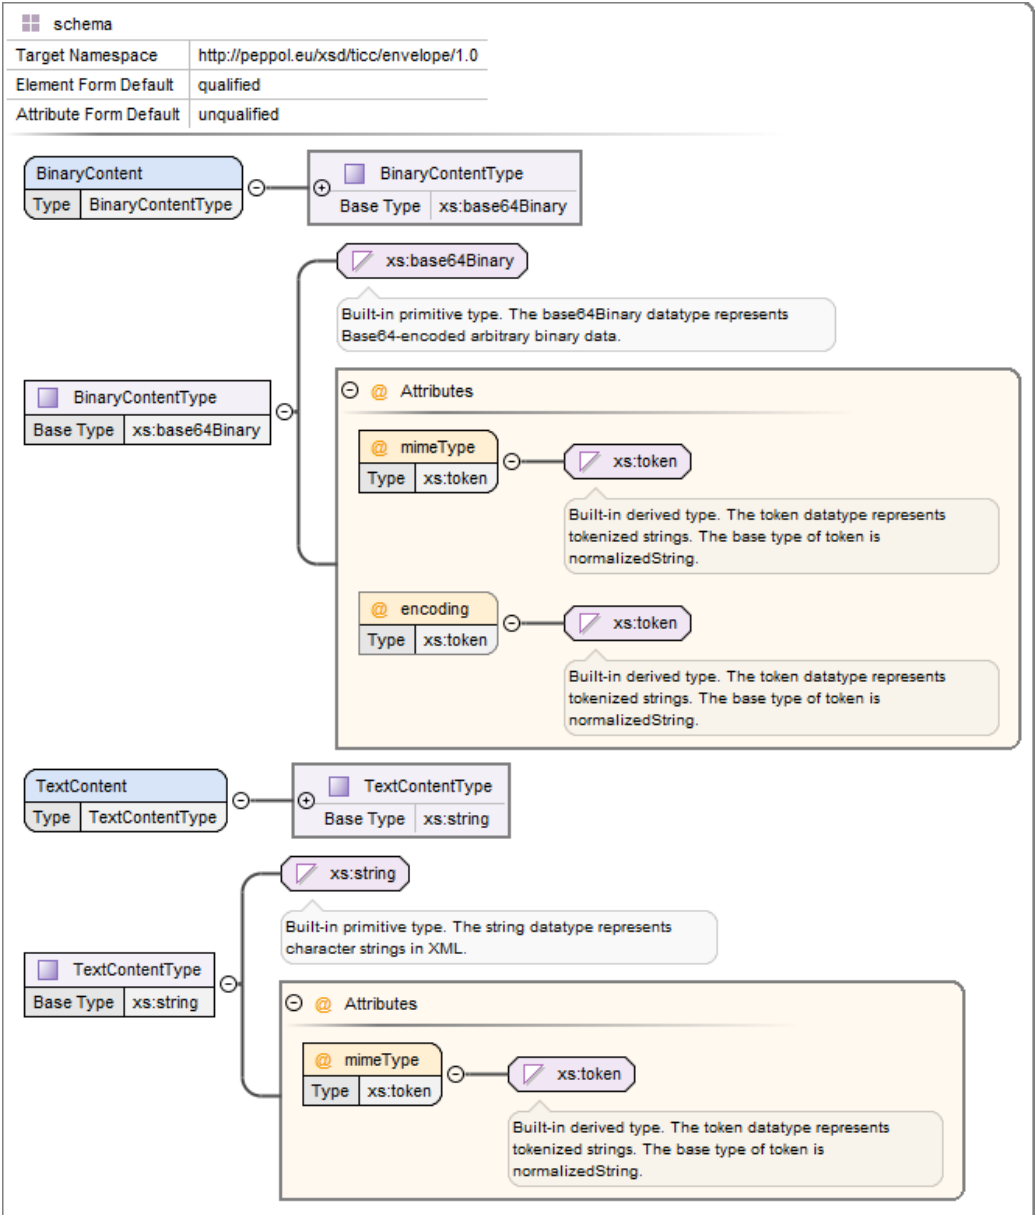 schema
Target Namespace http://peppol.eu/xsd/ticc/envelope/1.0
Element Form Default qualified
Attribute Form Default unqualified
BinaryContent
Type BinaryContentType
BinaryContentType
Base Type xs:base64Binary
xs:base64Binary
Built-in primitive type. The base64Binary datatype represents
Base64-encoded arbitrary binary data.
BinaryContentType
Base Type xs:base64Binary
@ Attributes
@ mimeType
Type xs:token
xs:token
Built-in derived type. The token datatype represents
tokenized strings. The base type of token is
normalizedString.
@ encoding
Type xs:token
xs:token
Built-in derived type. The token datatype represents
tokenized strings. The base type of token is
normalizedString.
TextContent
Type TextContentType
TextContentType
Base Type xs:string
xs:string
Built-in primitive type. The string datatype represents
character strings in XML.
TextContentType
Base Type xs:string
@ Attributes
@ mimeType
Type xs:token
xs:token
Built-in derived type. The token datatype represents
tokenized strings. The base type of token is
normalizedString.